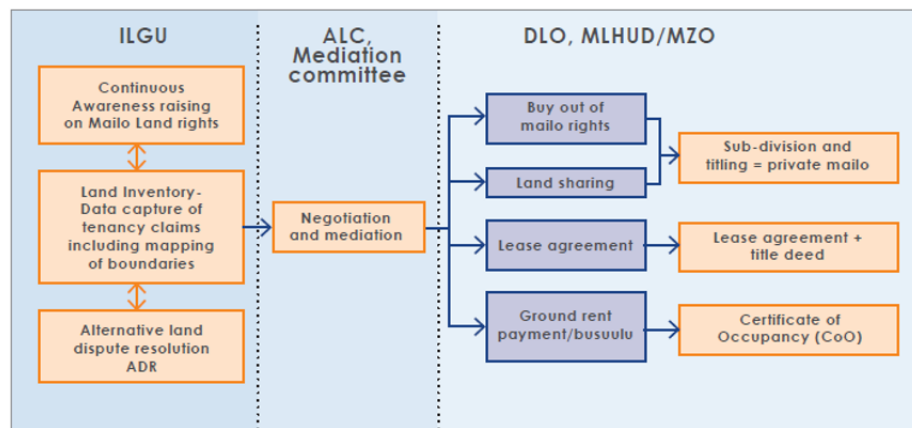 ILGU
Continuous
Awareness raising
on Mailo Land rights
Land Inventory-
Data capture of
tenancy claims
including mapping
of boundaries
Alternative land
dispute resolution
ADR
ALC,
Mediation
committee
Negotiation
and mediation
DLO, MLHUD/MZO
Buy out of
mailo rights
Land sharing
Lease agreement
Ground rent
payment/busuulu
Sub-division and
titling = private mailo
Lease agreement +
title deed
Certificate of
Occupancy (CoO)